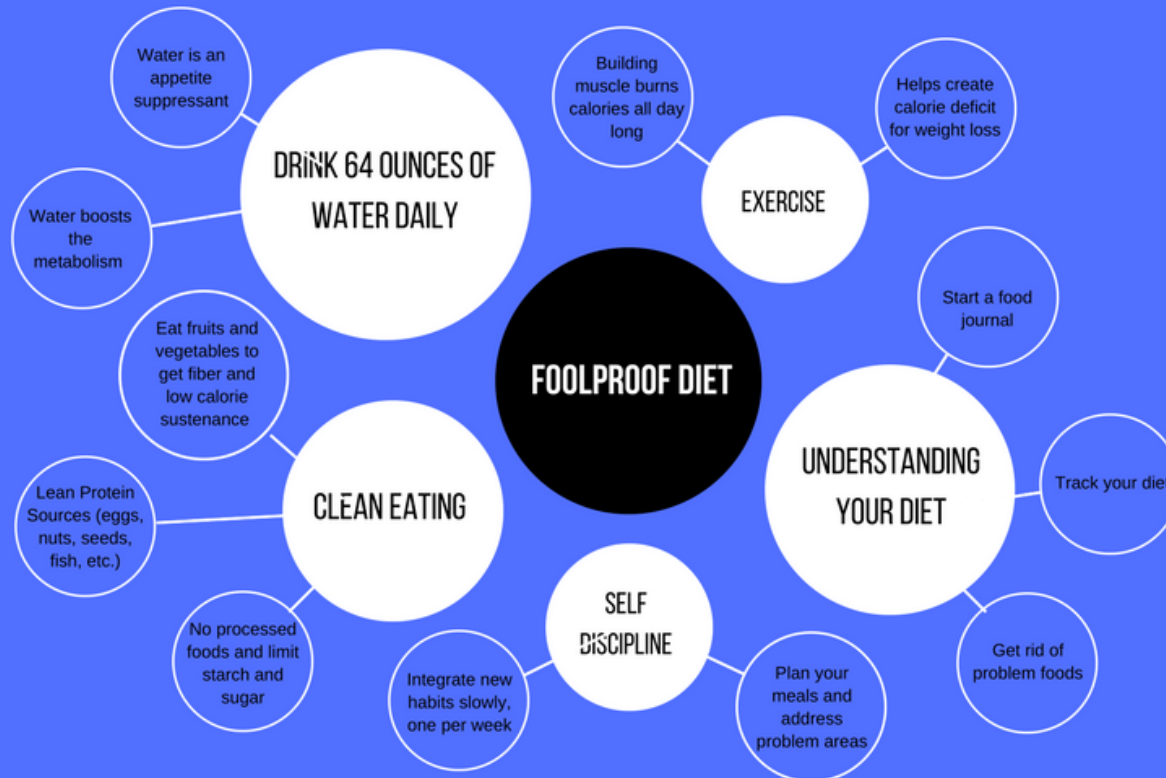 FOOLPROOF DIET
DRINK 64 OUNCES OF
WATER DAILY
Water is an
appetite
suppressant
Water boosts
the
metabolism
EXERCISE
Building
muscle burns
calories all day
long
Helps create
calorie deficit
for weight loss
UNDERSTANDING
YOUR DIET
Start a food
journal
Track your diet
Get rid of
problem foods
SELF
DISCIPLINE
Integrate new
habits slowly,
one per week
Plan your
meals and
address
problem areas
CLEAN EATING
Eat fruits and
vegetables to
get fiber and
low calorie
sustenance
Lean Protein
Sources (eggs,
nuts, seeds,
fish, etc.)
No processed
foods and limit
starch and
sugar